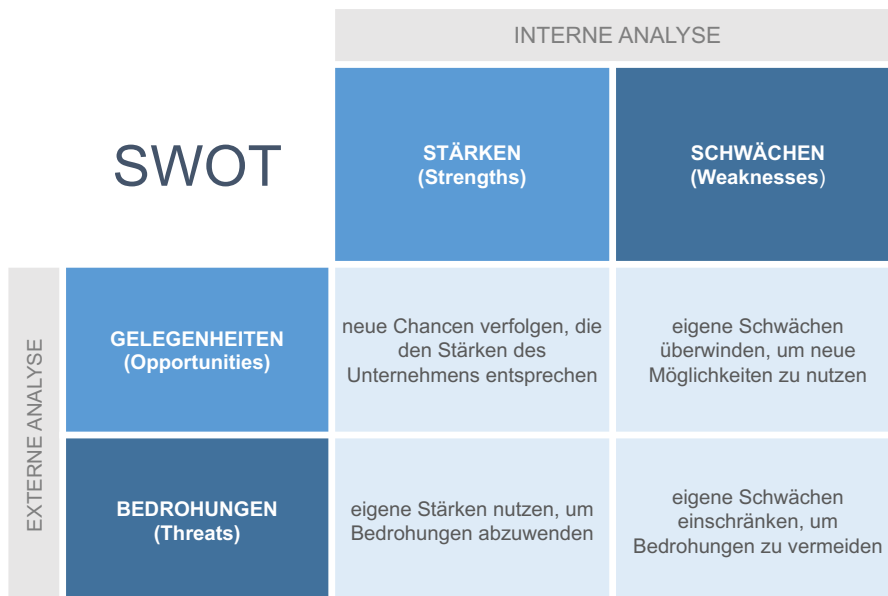 INTERNE ANALYSE
SWOT
STÄRKEN
(Strengths)
SCHWÄCHEN
(Weaknesses)
EXTERNE ANALYSE
GELEGENHEITEN
(Opportunities)
neue Chancen verfolgen, die
den Stärken des
Unternehmens entsprechen
eigene Schwächen
überwinden, um neue
Möglichkeiten zu nutzen
BEDROHUNGEN
(Threats)
eigene Stärken nutzen, um
Bedrohungen abzuwenden
eigene Schwächen
einschränken, um
Bedrohungen zu vermeiden